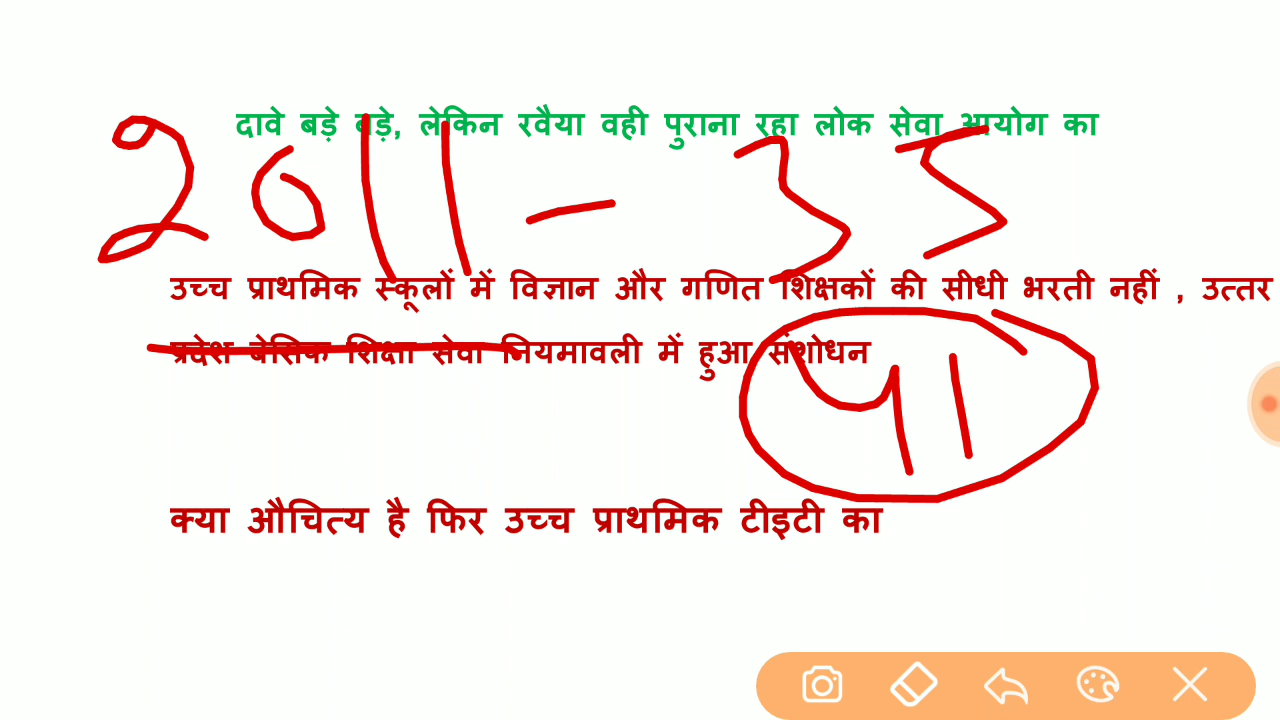 दावे बड़े बड़े, लेकिन रवैया वही पुराना रहा लोक सेवा आयोग का
2011 - 35
उच्च प्राथमिक स्कूलों में विज्ञान और गणित शिक्षकों की सीधी भरती नहीं , उत्तर
प्रदेश बेसिक शिक्षा सेवा नियमावली में हुआ संशोधन
41
क्या औचित्य है फिर उच्च प्राथमिक टीइटी का